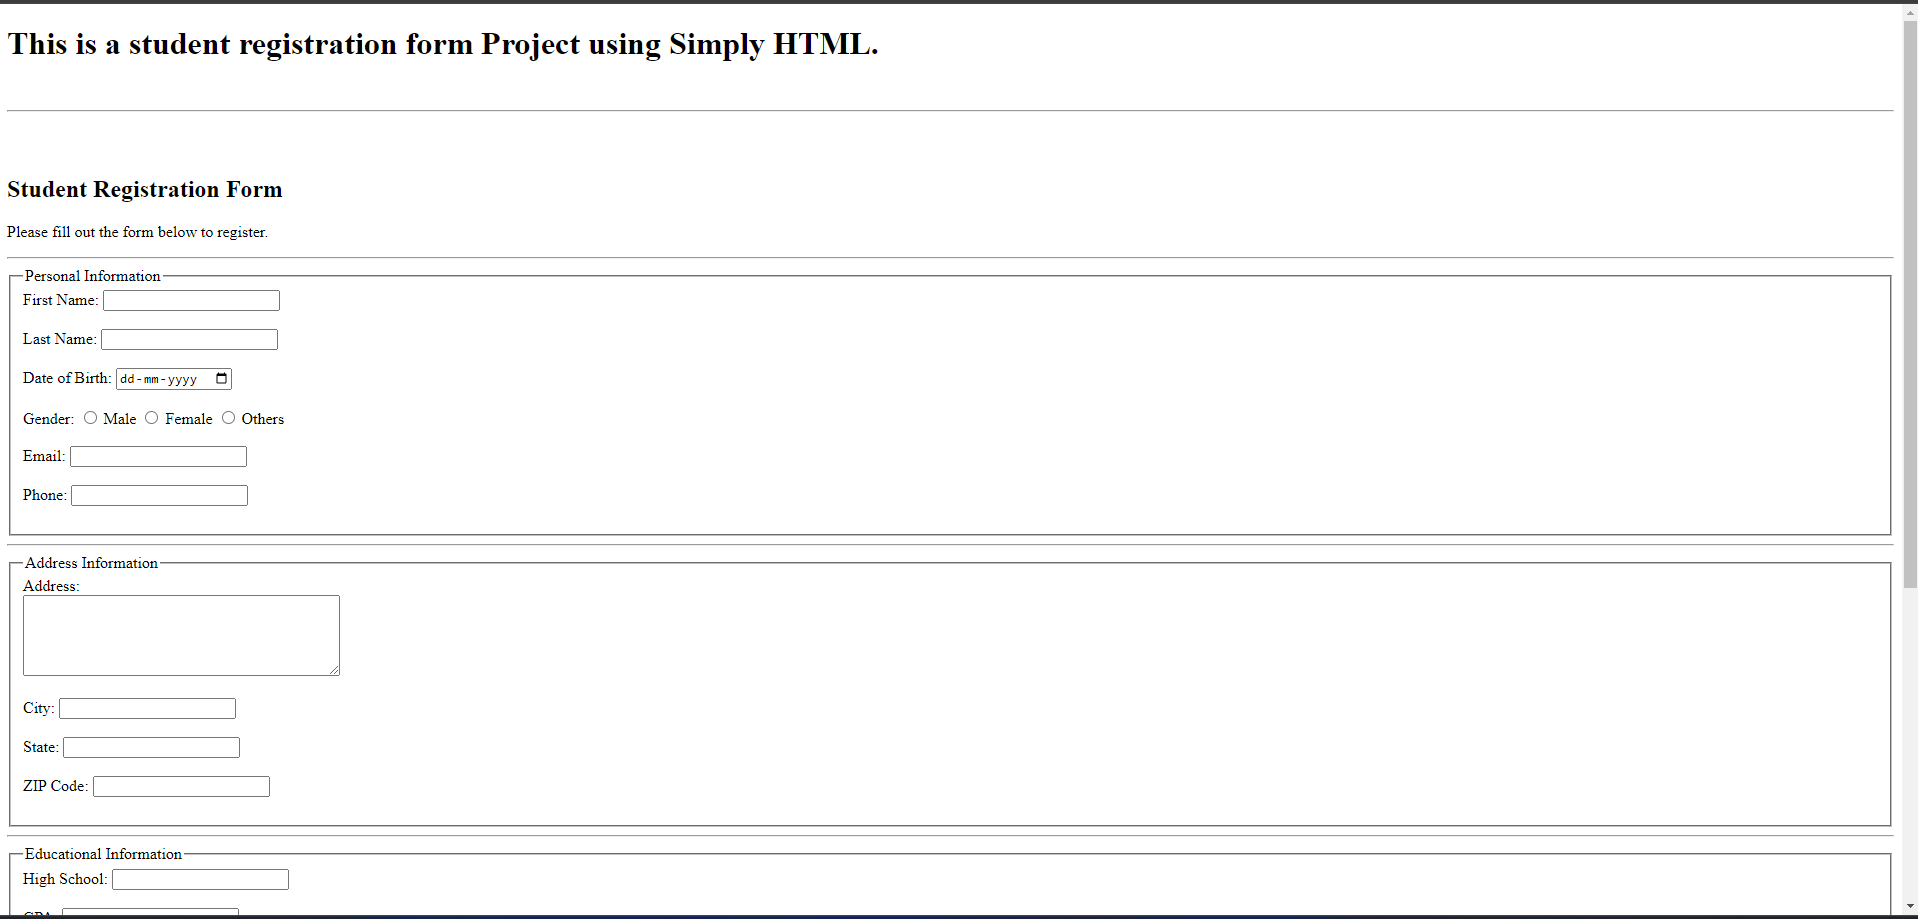 This is a student registration form Project using Simply HTML.
Student Registration Form
Please fill out the form below to register.
Personal Information
First Name:
Last Name:
Date of Birth: dd-mm-yyyy
Gender: Male Female Others
Email:
Phone:
Address Information
Address:
City:
State:
ZIP Code:
Educational Information
High School: